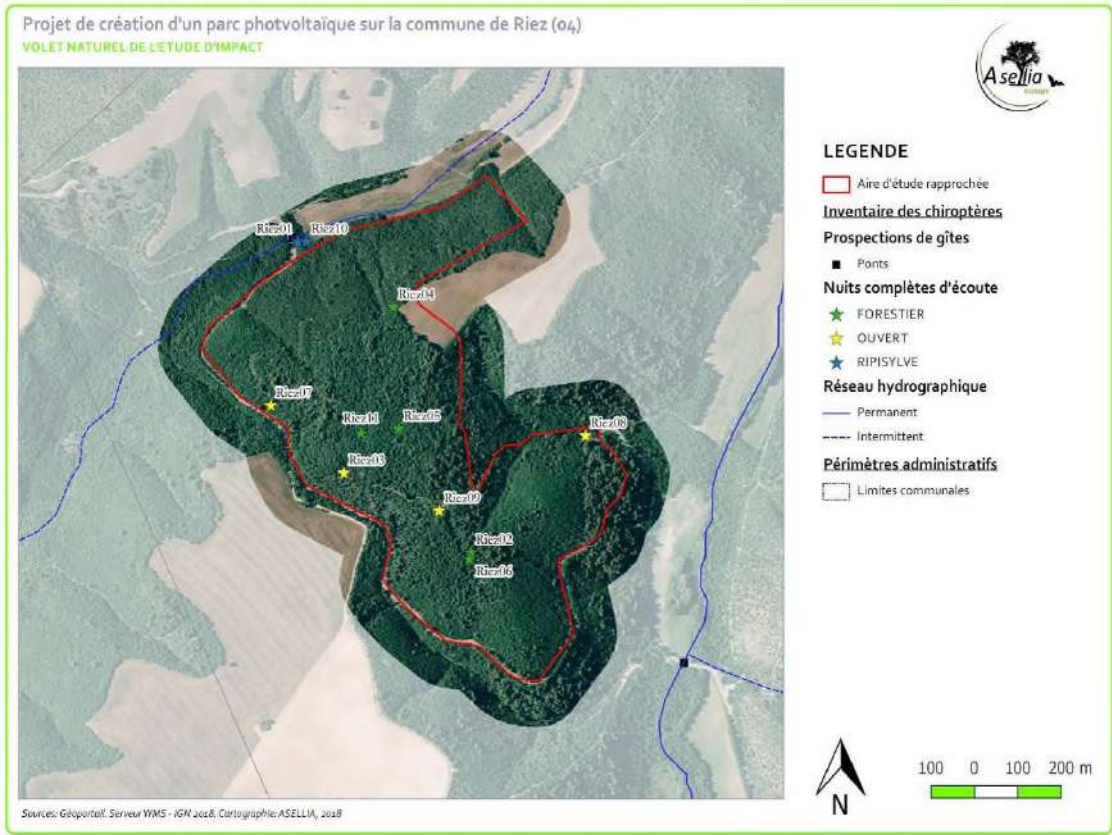 Projet de création d'un parc photovoltaïque sur la commune de Riez (04)
VOLET NATUREL DE L'ETUDE D'IMPACT
Asellia
écologie
Riez01
Riez10
Riez04
Riez07
Riez11
Riez05
Riez08
Riez03
Riez09
Riez02
Riez06
LEGENDE
Aire d'étude rapprochée
Inventaire des chiroptères
Prospections de gîtes
Ponts
Nuits complètes d'écoute
FORESTIER
OUVERT
RIPISYLVE
Réseau hydrographique
Permanent
Intermittent
Périmètres administratifs
Limites communales
N
100 0 100 200 m
Sources: Géoportail. Serveur WMS - IGN 2018. Cartographie: ASELLIA, 2018